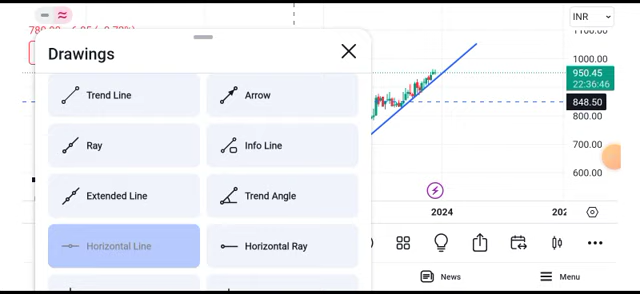 INR
1100.00
Drawings
1000.00
950.45
22:36:46
848.50
800.00
700.00
600.00
Trend Line
Arrow
Ray
Info Line
Extended Line
Trend Angle
Horizontal Line
Horizontal Ray
2024
News
Menu